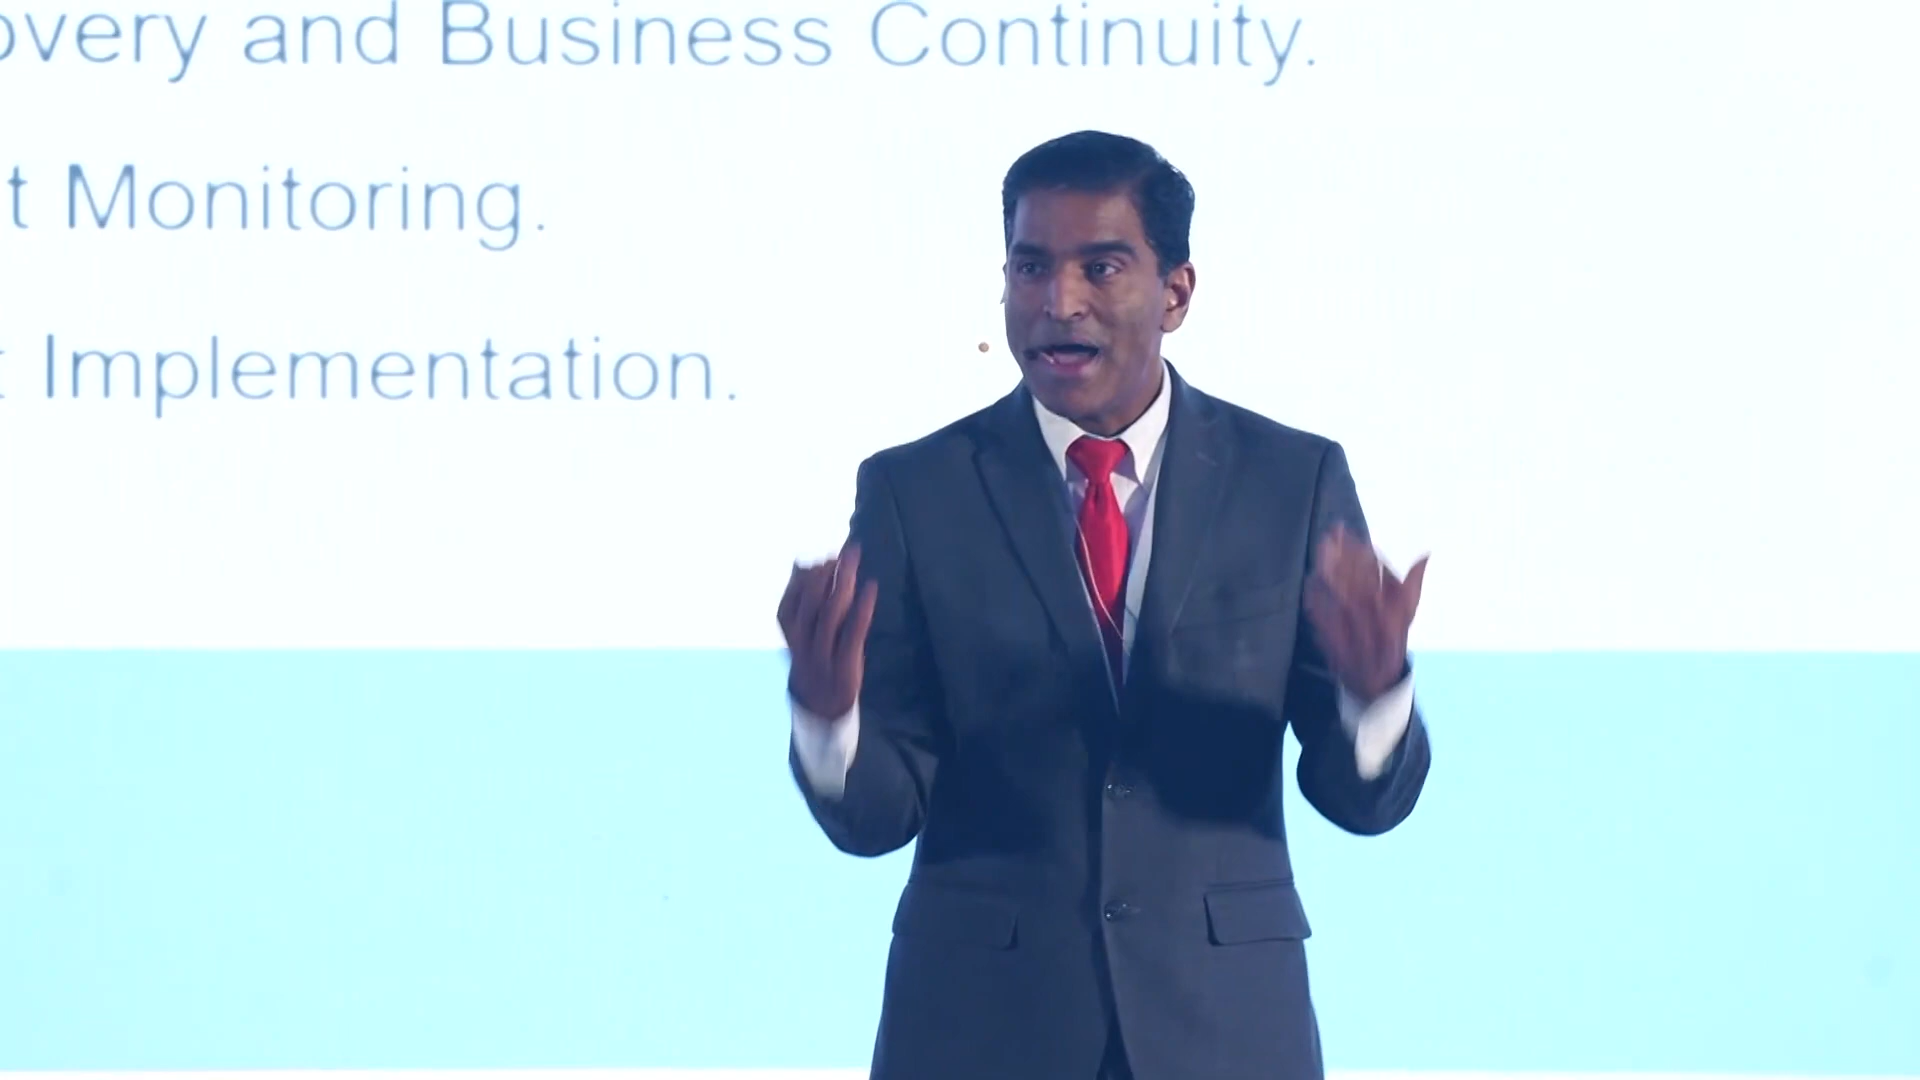 overy and Business Continuity.
t Monitoring.
t Implementation.